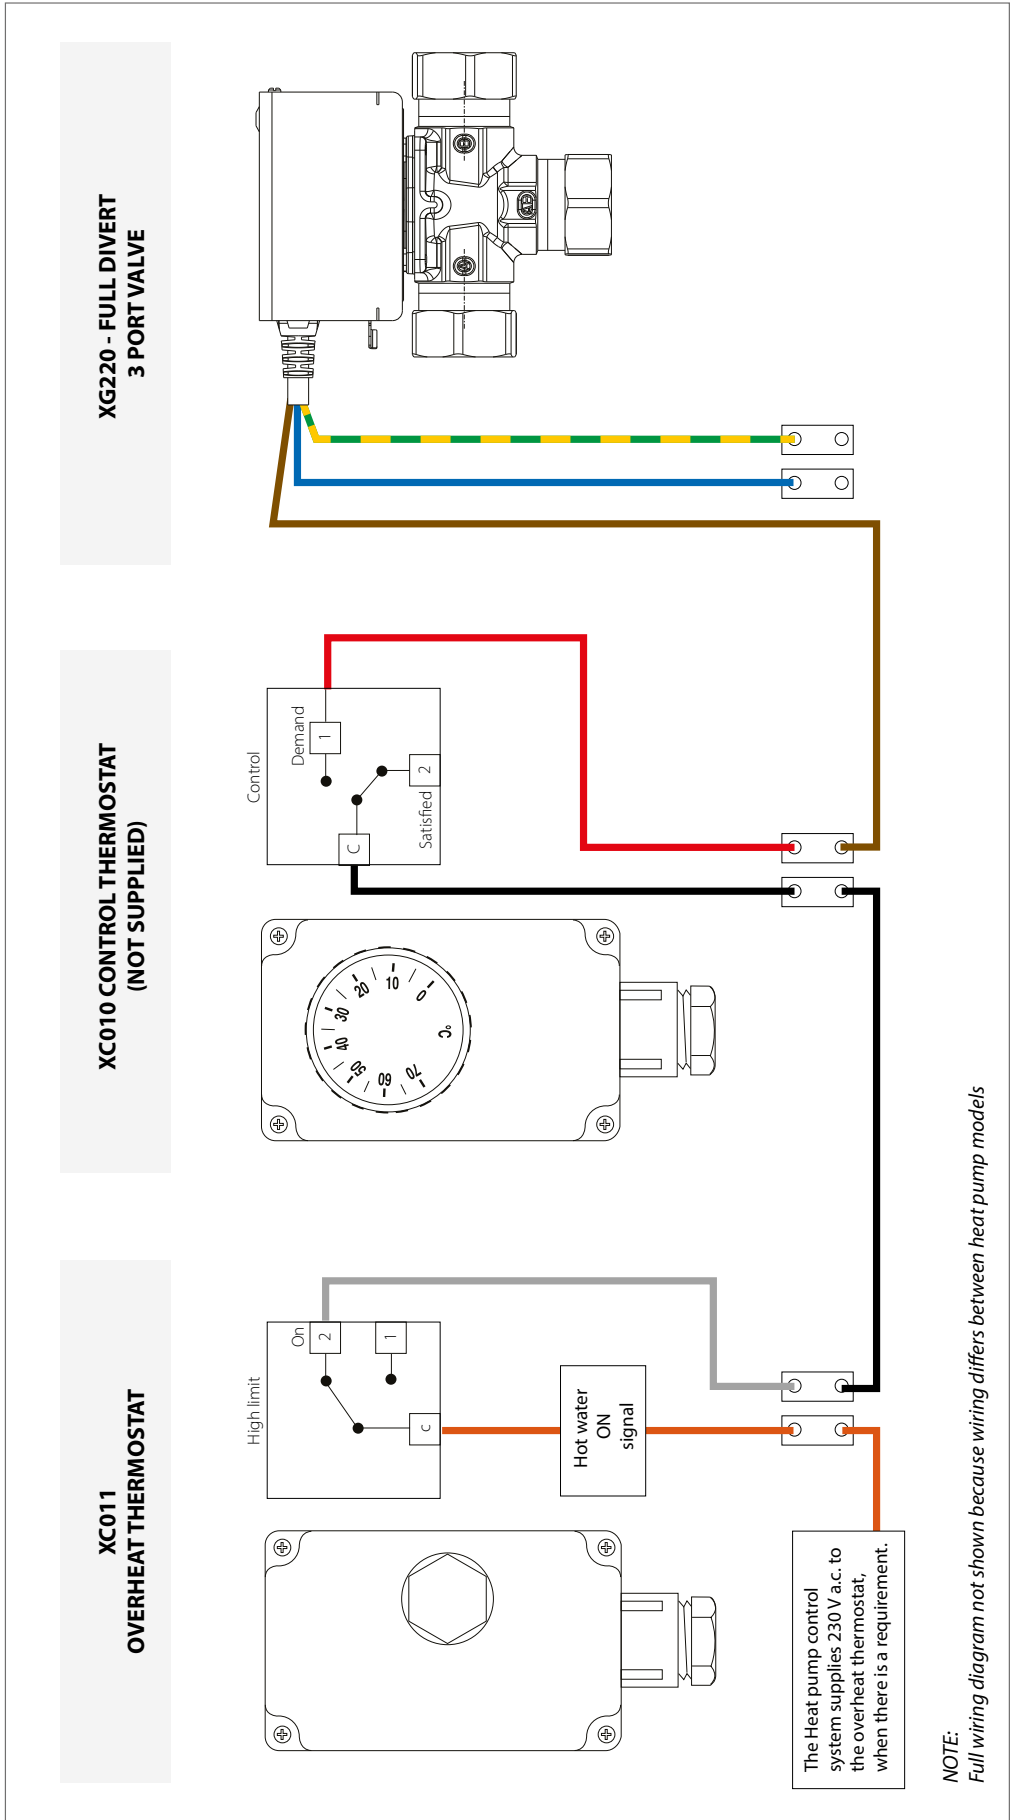 XC011
OVERHEAT THERMOSTAT
XC010 CONTROL THERMOSTAT
(NOT SUPPLIED)
XG220 - FULL DIVERT
3 PORT VALVE
High limit
On
2
1
c
Hot water
ON
signal
The Heat pump control
system supplies 230 V a.c. to
the overheat thermostat,
when there is a requirement.
Control
Demand
1
C
2
Satisfied
0
10
20
30
40
50
60
70
°C
A
B
AB
NOTE:
Full wiring diagram not shown because wiring differs between heat pump models